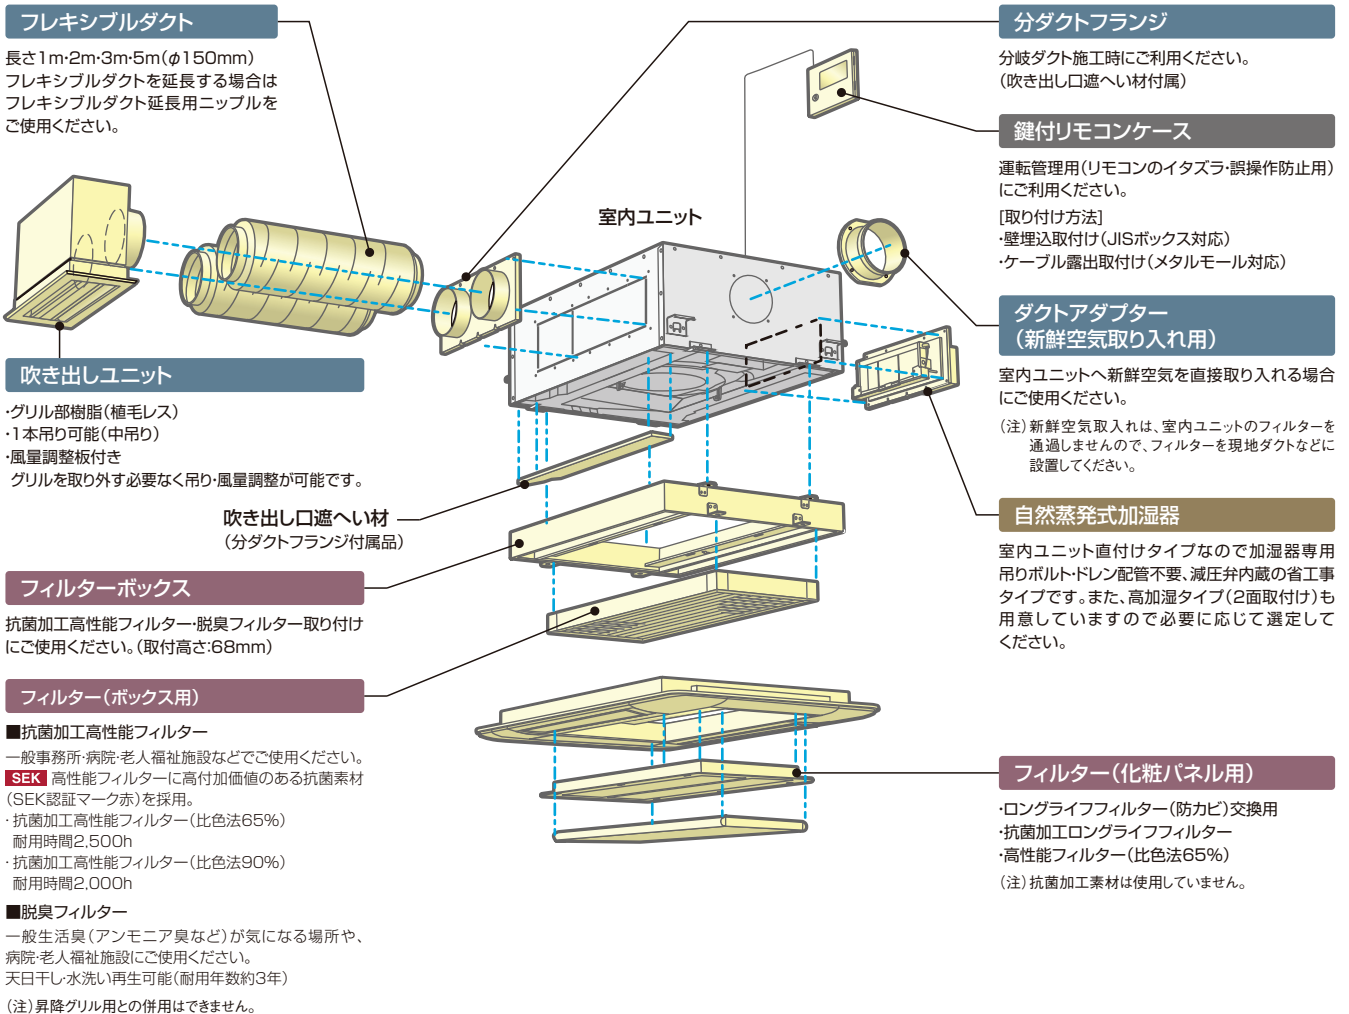 フレキシブルダクト
長さ1m・2m・3m・5m（φ150mm）
フレキシブルダクトを延長する場合は
フレキシブルダクト延長用ニップルを
ご使用ください。
吹き出しユニット
・グリル部樹脂（植毛レス）
・1本吊り可能（中吊り）
・風量調整板付き
グリルを取り外す必要なく吊り・風量調整が可能です。
吹き出し口遮へい材
（分ダクトフランジ付属品）
フィルターボックス
抗菌加工高性能フィルター・脱臭フィルター取り付け
にご使用ください。（取付高さ：68mm）
フィルター（ボックス用）
■抗菌加工高性能フィルター
一般事務所・病院・老人福祉施設などでご使用ください。
SEK 高性能フィルターに高付加価値のある抗菌素材
（SEK認証マーク赤）を採用。
・抗菌加工高性能フィルター（比色法65%）
耐用時間2,500h
・抗菌加工高性能フィルター（比色法90%）
耐用時間2,000h
■脱臭フィルター
一般生活臭（アンモニア臭など）が気になる場所や、
病院・老人福祉施設にご使用ください。
天日干し・水洗い再生可能（耐用年数約3年）
（注）昇降グリル用との併用はできません。
室内ユニット
分ダクトフランジ
分岐ダクト施工時にご利用ください。
（吹き出し口遮へい材付属）
鍵付リモコンケース
運転管理用（リモコンのイタズラ・誤操作防止用）
にご利用ください。
[取り付け方法]
・壁埋込取付け（JISボックス対応）
・ケーブル露出取付け（メタルモール対応）
ダクトアダプター
（新鮮空気取り入れ用）
室内ユニットへ新鮮空気を直接取り入れる場合
にご使用ください。
（注）新鮮空気取入れは、室内ユニットのフィルターを
通過しませんので、フィルターを現地ダクトなどに
設置してください。
自然蒸発式加湿器
室内ユニット直付けタイプなので加湿器専用
吊りボルト・ドレン配管不要、減圧弁内蔵の省工事
タイプです。また、高加湿タイプ（2面取付け）も
用意していますので必要に応じて選定して
ください。
フィルター（化粧パネル用）
・ロングライフフィルター（防カビ）交換用
・抗菌加工ロングライフフィルター
・高性能フィルター（比色法65%）
（注）抗菌加工素材は使用していません。